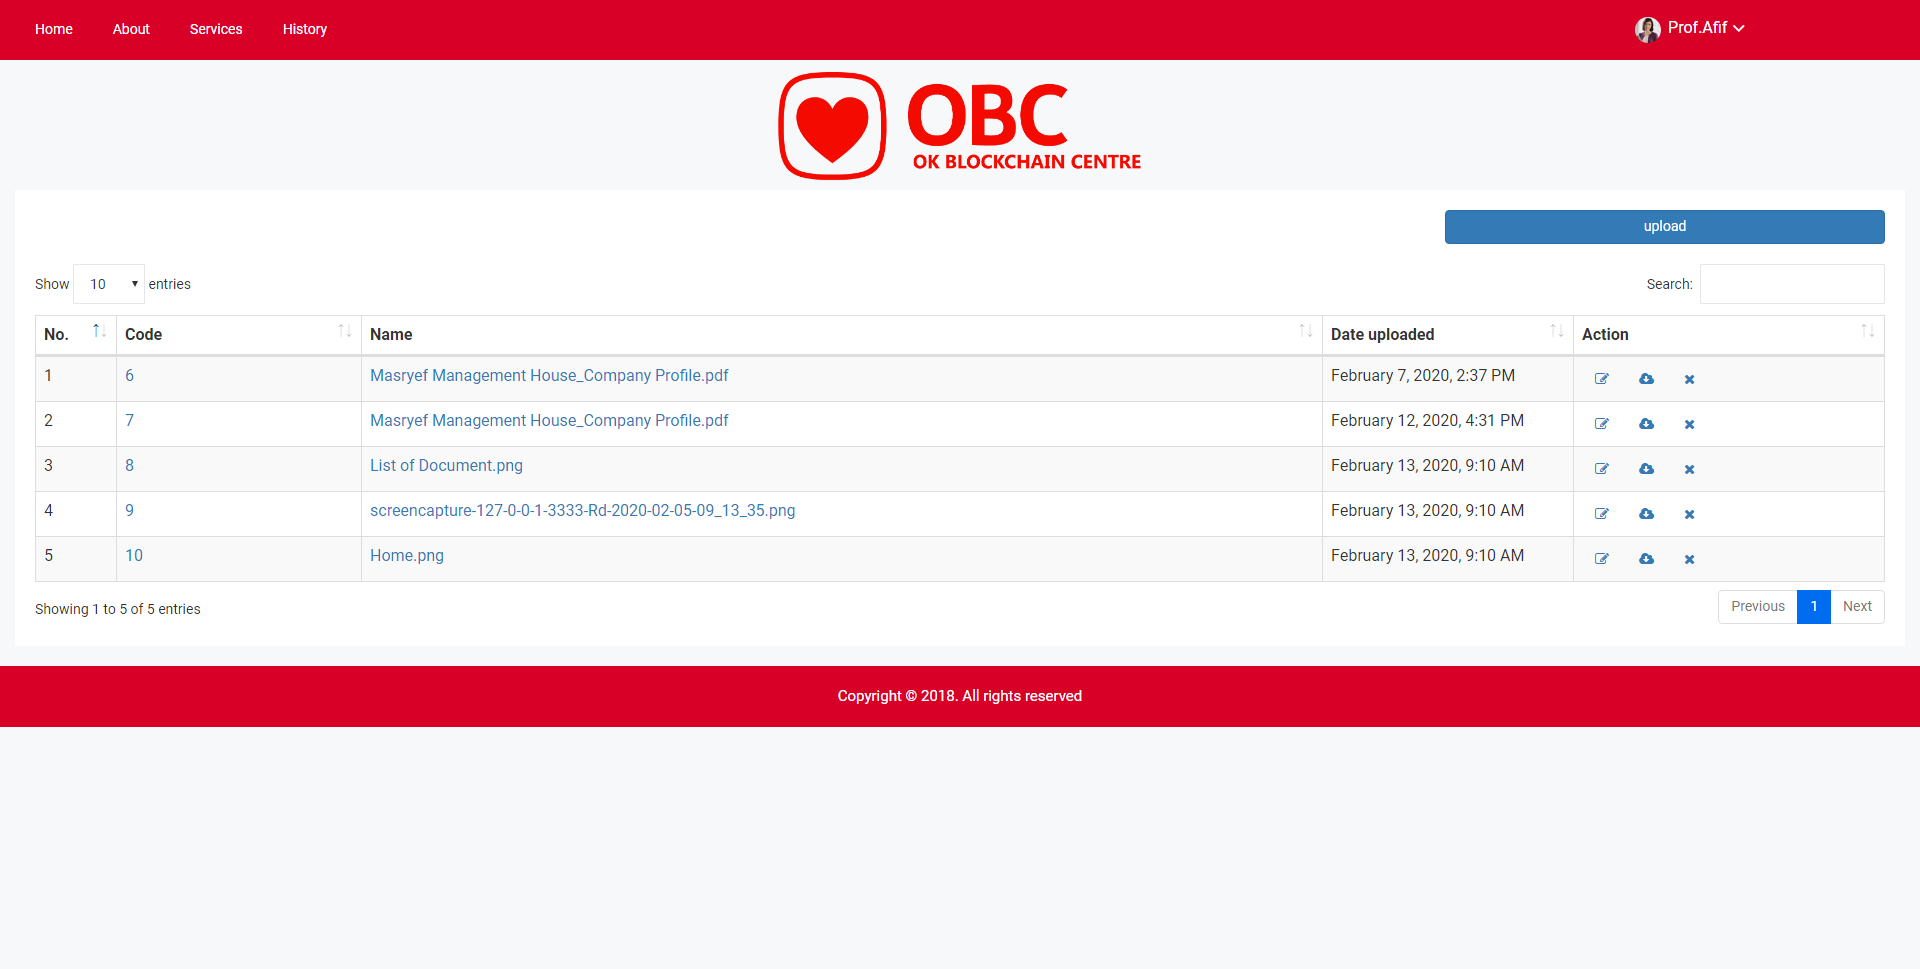 Home About Services History Prof.Afif
OBC
OK BLOCKCHAIN CENTRE
upload
Show 10 entries Search:
No. Code Name Date uploaded Action
1 6 Masryef Management House_Company Profile.pdf February 7, 2020, 2:37 PM
2 7 Masryef Management House_Company Profile.pdf February 12, 2020, 4:31 PM
3 8 List of Document.png February 13, 2020, 9:10 AM
4 9 screencapture-127-0-0-1-3333-Rd-2020-02-05-09_13_35.png February 13, 2020, 9:10 AM
5 10 Home.png February 13, 2020, 9:10 AM
Showing 1 to 5 of 5 entries Previous 1 Next
Copyright © 2018. All rights reserved